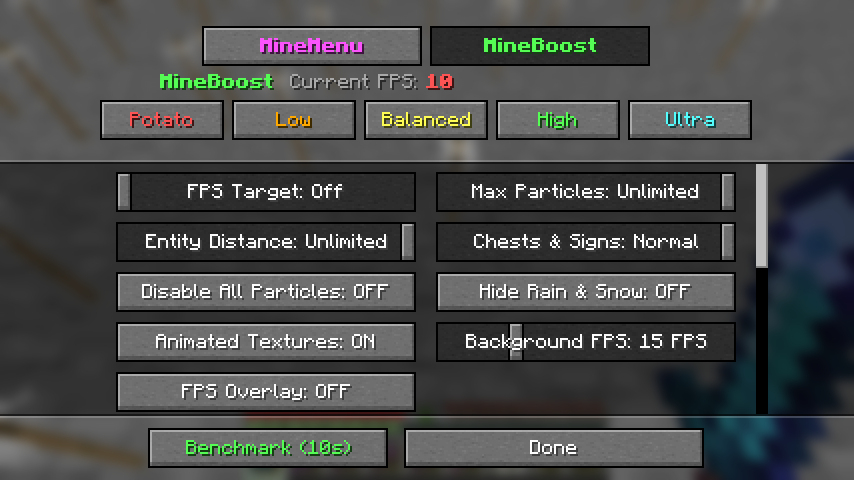 MineMenu MineBoost
MineBoost Current FPS: 10
Potato Low Balanced High Ultra
FPS Target: Off Max Particles: Unlimited
Entity Distance: Unlimited Chests & Signs: Normal
Disable All Particles: OFF Hide Rain & Snow: OFF
Animated Textures: ON Background FPS: 15 FPS
FPS Overlay: OFF
Benchmark (10s) Done